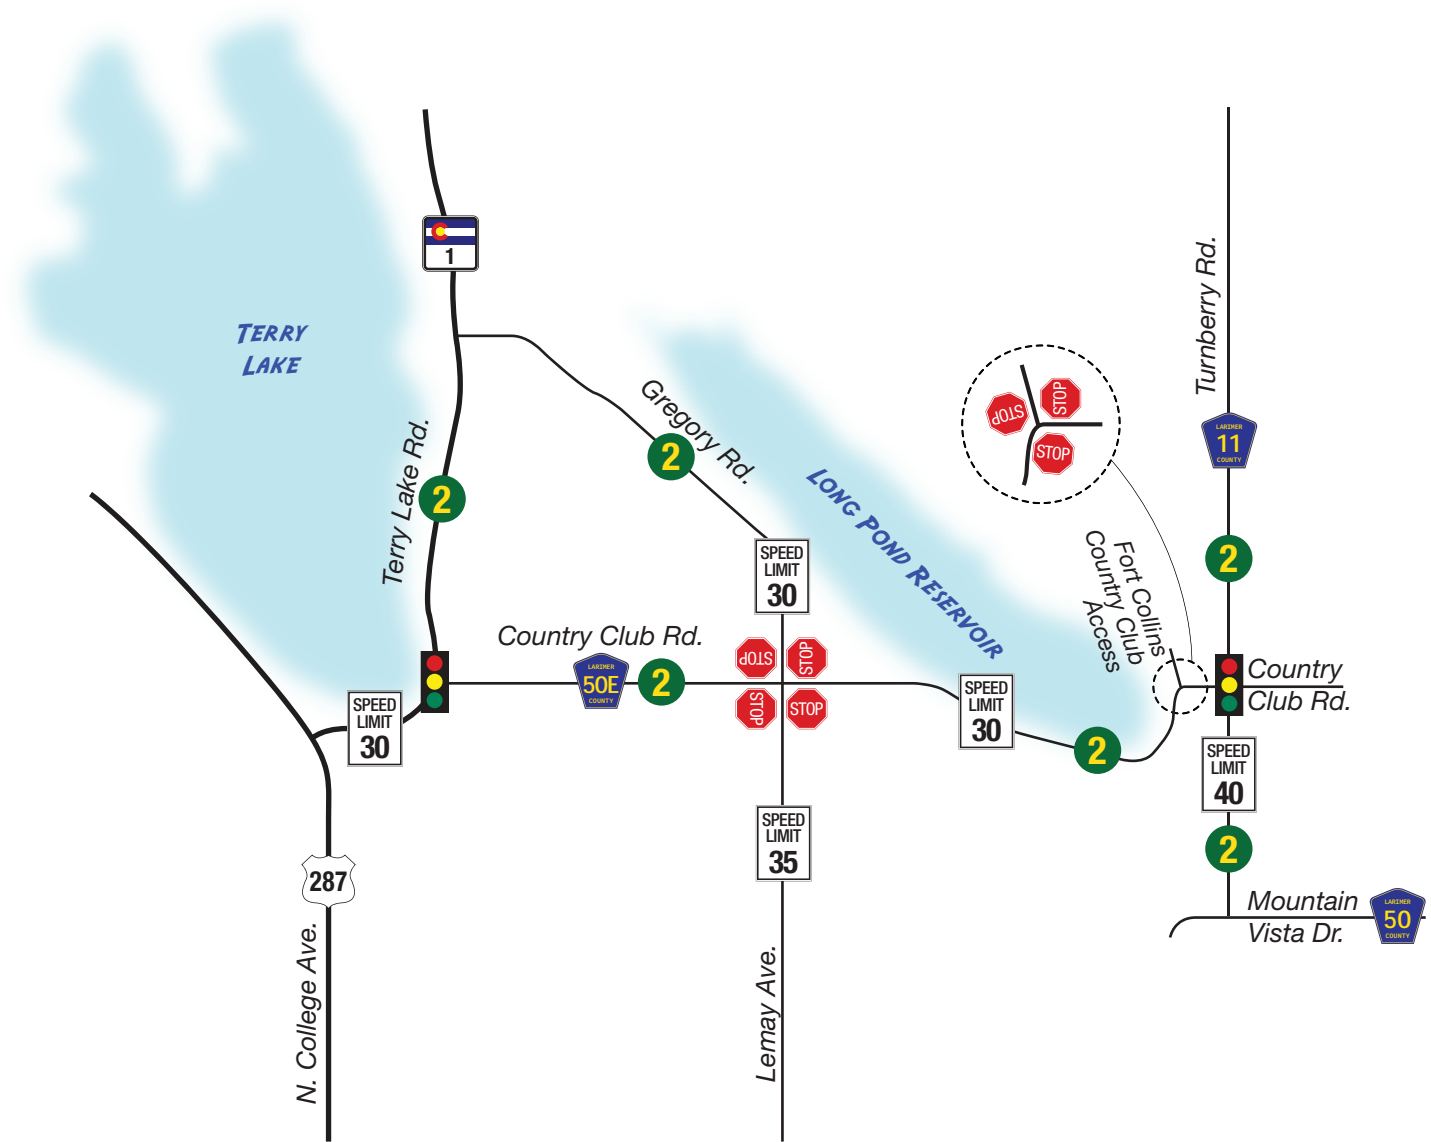 1
TERRY
LAKE
Turnberry Rd.
Gregory Rd.
STOP
STOP
STOP
LARIMER
11
COUNTY
2
Terry Lake Rd.
2
LONG POND RESERVOIR
Fort Collins
Country Club
Access
2
SPEED
LIMIT
30
Country Club Rd.
LARIMER
50E
COUNTY
2
STOP
STOP
STOP
STOP
SPEED
LIMIT
30
2
Country
Club Rd.
SPEED
LIMIT
30
SPEED
LIMIT
40
SPEED
LIMIT
35
2
287
N. College Ave.
Lemay Ave.
Mountain
Vista Dr.
LARIMER
50
COUNTY